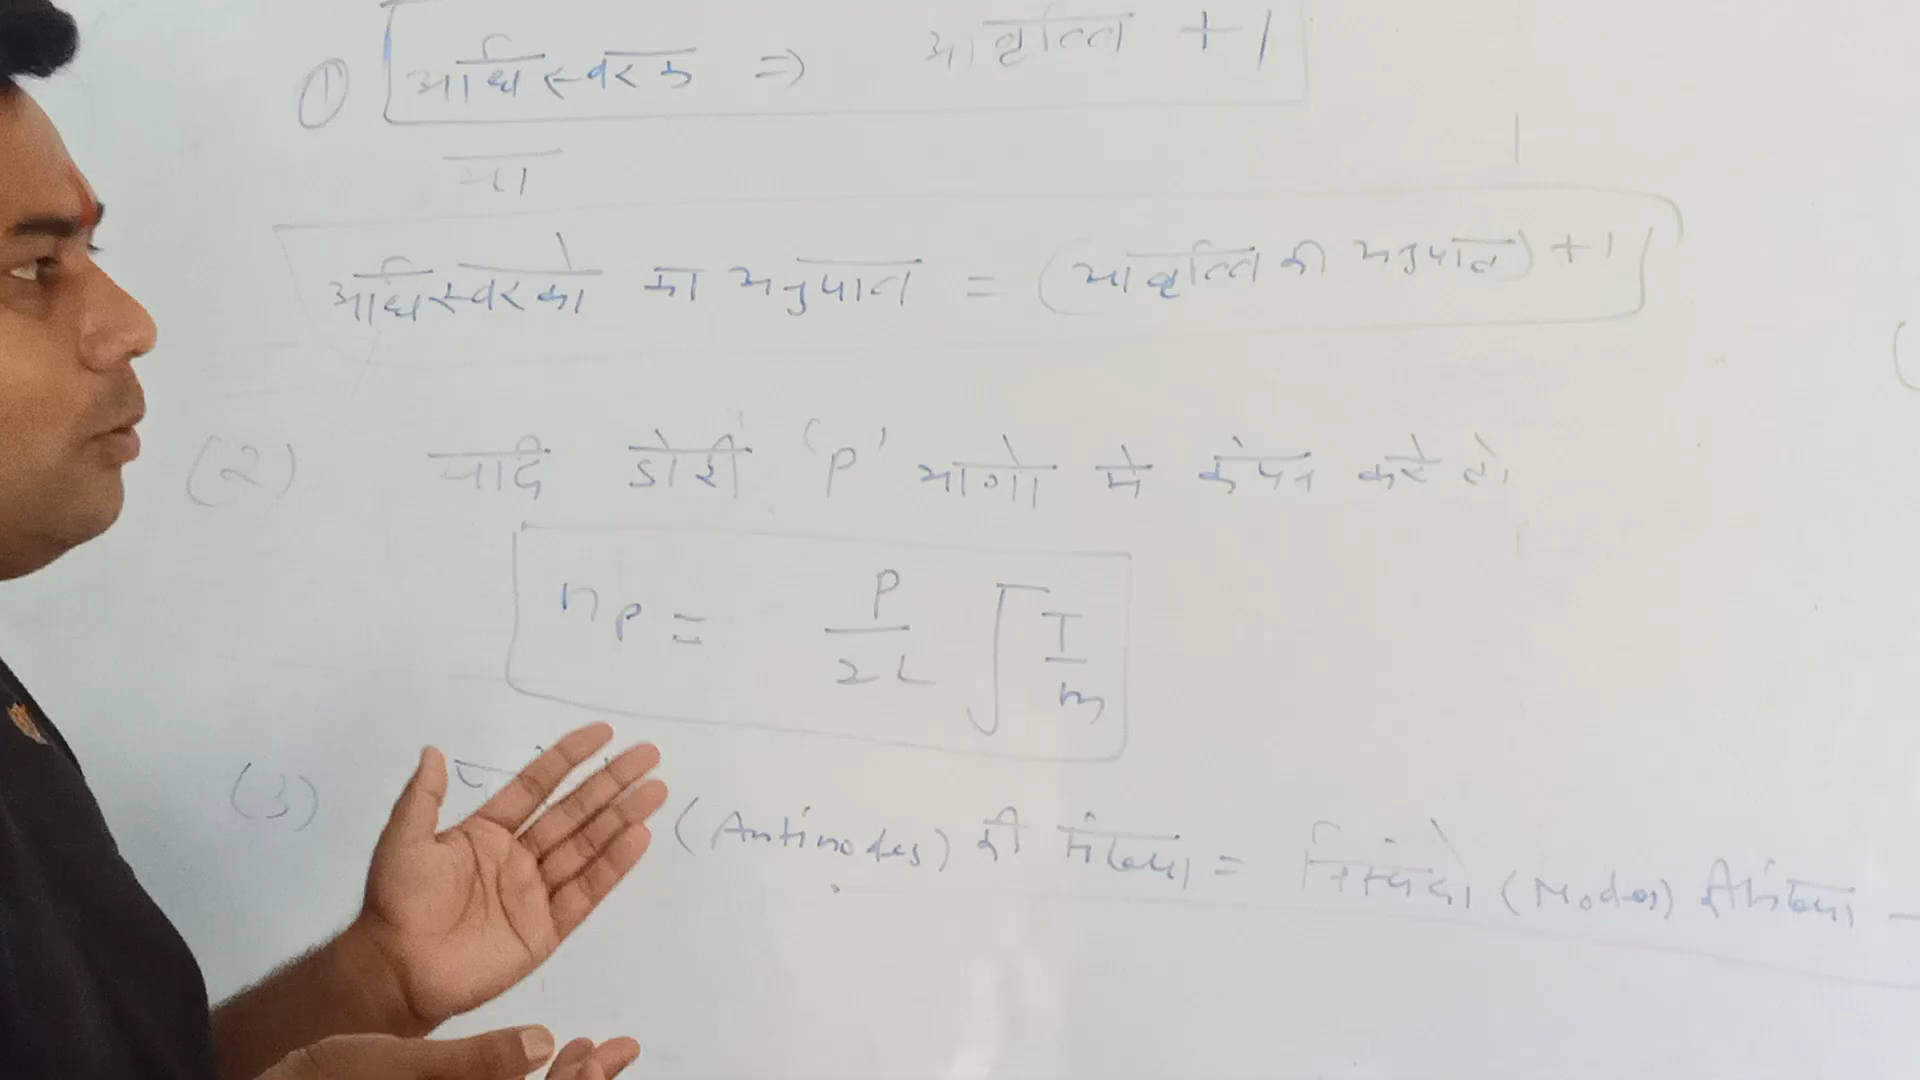 ① अधिस्वरक => आवृत्ति + 1
या
अधिस्वरको का अनुपात = (आवृत्ति की अनुपात) + 1
(2) यदि डोरी 'P' भागो मे कंपन करे तो
np = P/2L √T/m
(3) (Antinodes) की संख्या = निस्पंदो (Nodes) की संख्या -